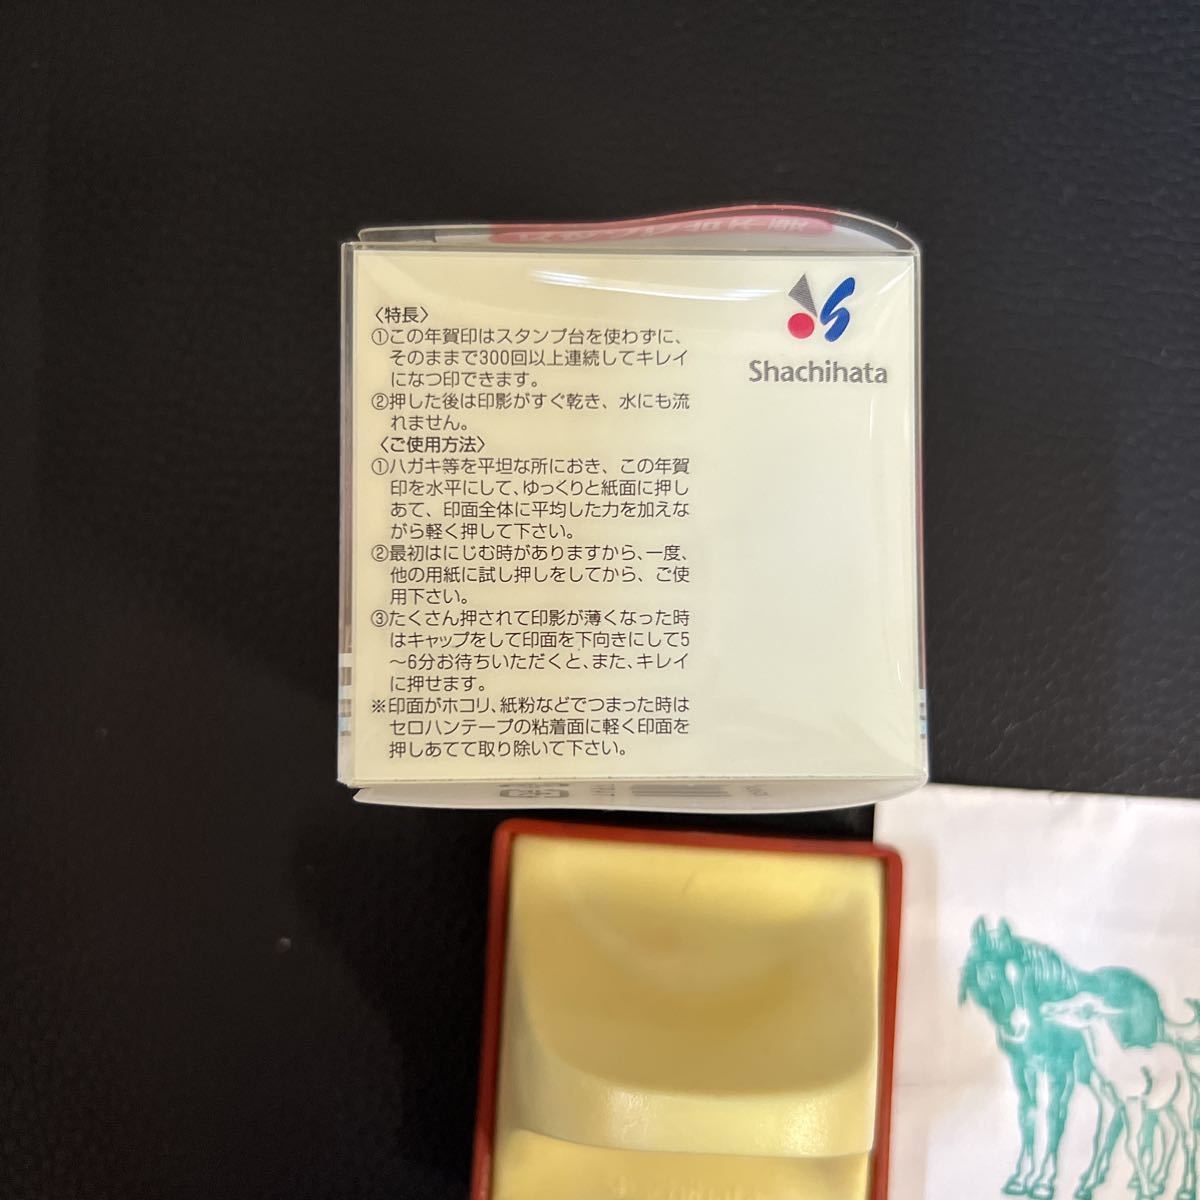 Shachihata
〈特長〉
①この年賀印はスタンプ台を使わずに、
そのままで300回以上連続してキレイ
になつ印できます。
②押した後は印影がすぐ乾き、水にも流
れません。
〈ご使用方法〉
①ハガキ等を平坦な所におき、この年賀
印を水平にして、ゆっくりと紙面に押し
あて、印面全体に平均した力を加えな
がら軽く押して下さい。
②最初はにじむ時がありますから、一度、
他の用紙に試し押しをしてから、ご使
用下さい。
③たくさん押されて印影が薄くなった時
はキャップをして印面を下向きにして5
～6分お待ちいただくと、また、キレイ
に押せます。
※印面がホコリ、紙粉などでつまった時は
セロハンテープの粘着面に軽く印面を
押しあてて取り除いて下さい。